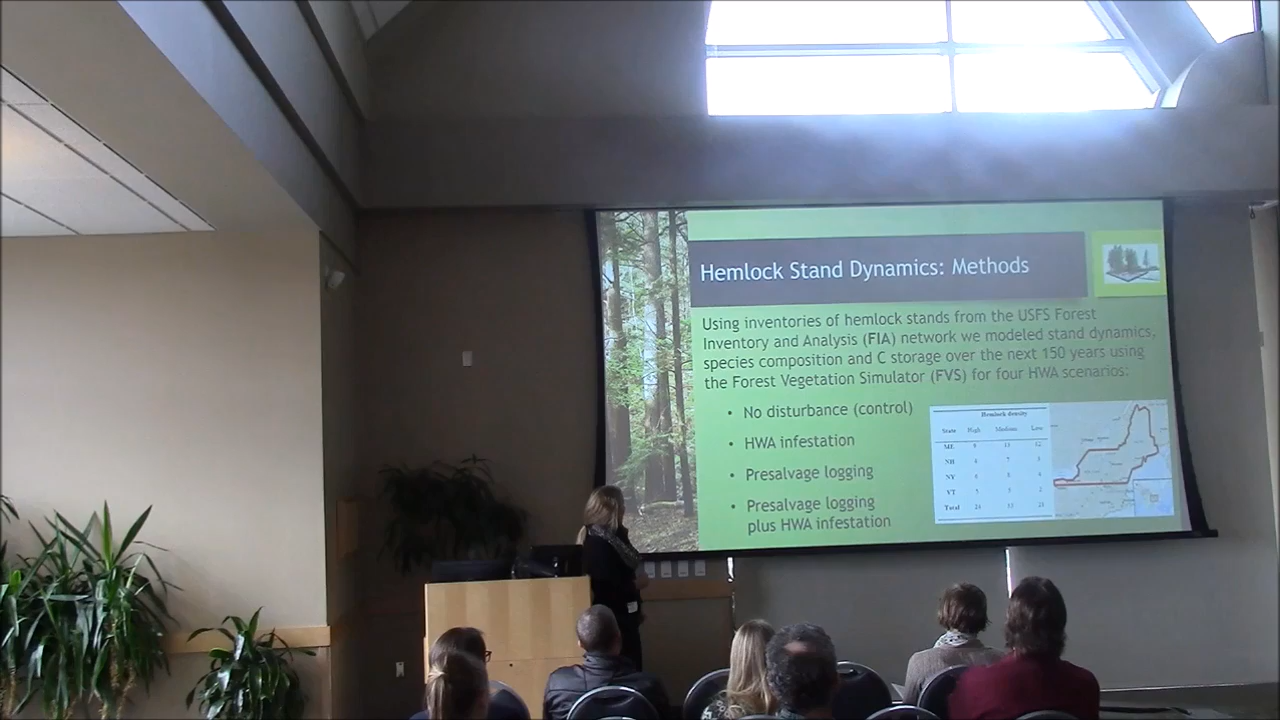 Hemlock Stand Dynamics: Methods
Using inventories of hemlock stands from the USFS Forest
Inventory and Analysis (FIA) network we modeled stand dynamics,
species composition and C storage over the next 150 years using
the Forest Vegetation Simulator (FVS) for four HWA scenarios:
• No disturbance (control)
• HWA infestation
• Presalvage logging
• Presalvage logging
plus HWA infestation
Hemlock density
State High Medium Low
ME
NH
NY
VT
Total